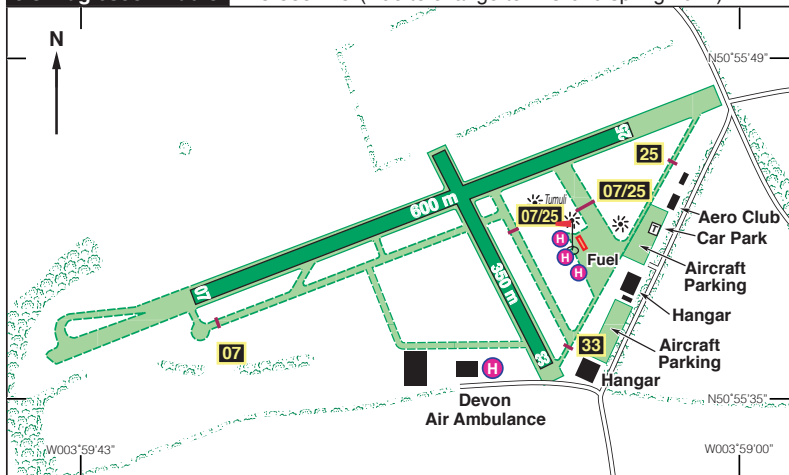 N
N50°55'49"
25
25
07/25
Tumuli
07/25
600 m
Aero Club
T
Car Park
H
H
H
Fuel
Aircraft
Parking
350 m
07
Hangar
33
Aircraft
Parking
07
33
H
Hangar
Devon
Air Ambulance
N50°55'35"
W003°59'43"
W003°59'00"